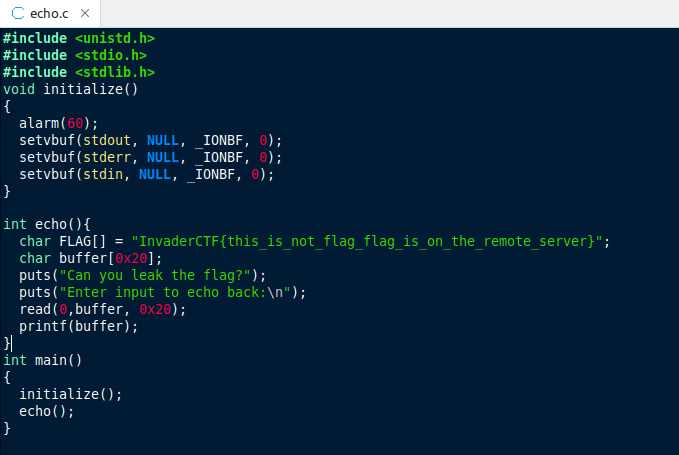 echo.c ×
#include <unistd.h>
#include <stdio.h>
#include <stdlib.h>
void initialize()
{
  alarm(60);
  setvbuf(stdout, NULL, _IONBF, 0);
  setvbuf(stderr, NULL, _IONBF, 0);
  setvbuf(stdin, NULL, _IONBF, 0);
}

int echo(){
  char FLAG[] = "InvaderCTF{this_is_not_flag_flag_is_on_the_remote_server}";
  char buffer[0x20];
  puts("Can you leak the flag?");
  puts("Enter input to echo back:\n");
  read(0,buffer, 0x20);
  printf(buffer);
}
int main()
{
  initialize();
  echo();
}